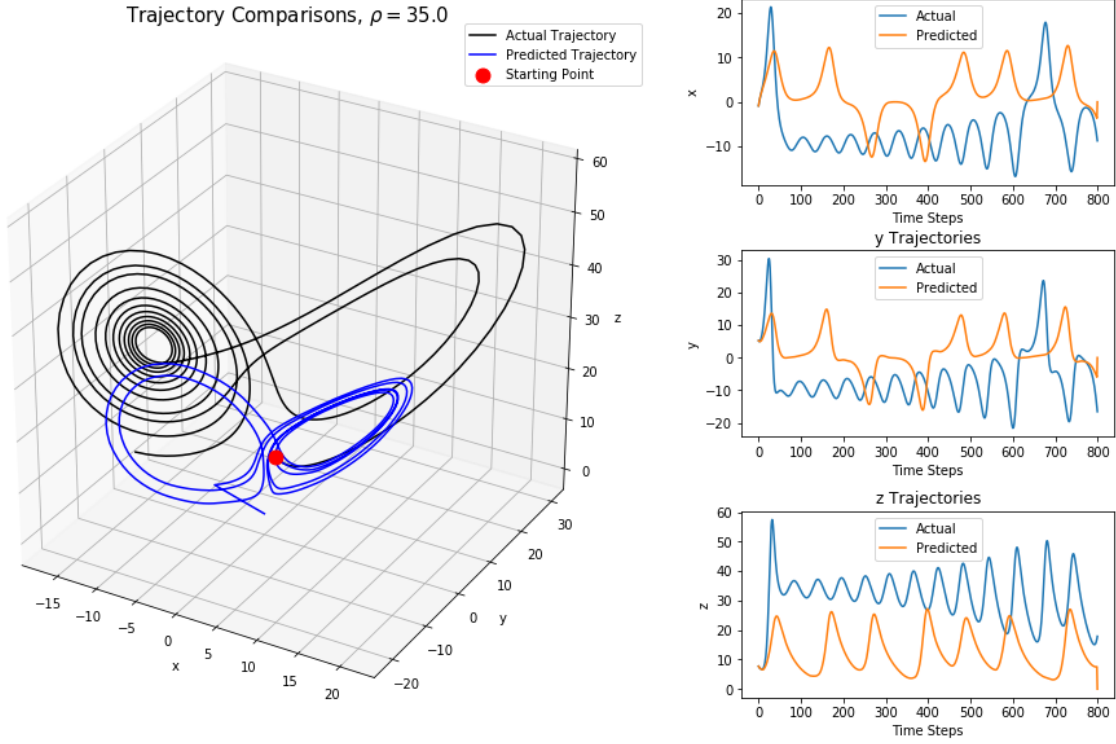 Trajectory Comparisons, ρ = 35.0
Actual Trajectory
Predicted Trajectory
Starting Point
60
50
40
30
20
10
0
z
−15
−10
−5
0
5
10
15
20
x
−20
−10
0
10
20
30
y
Actual
Predicted
20
10
0
−10
x
0 100 200 300 400 500 600 700 800
Time Steps
y Trajectories
Actual
Predicted
30
20
10
0
−10
−20
y
0 100 200 300 400 500 600 700 800
Time Steps
z Trajectories
Actual
Predicted
60
50
40
30
20
10
0
z
0 100 200 300 400 500 600 700 800
Time Steps